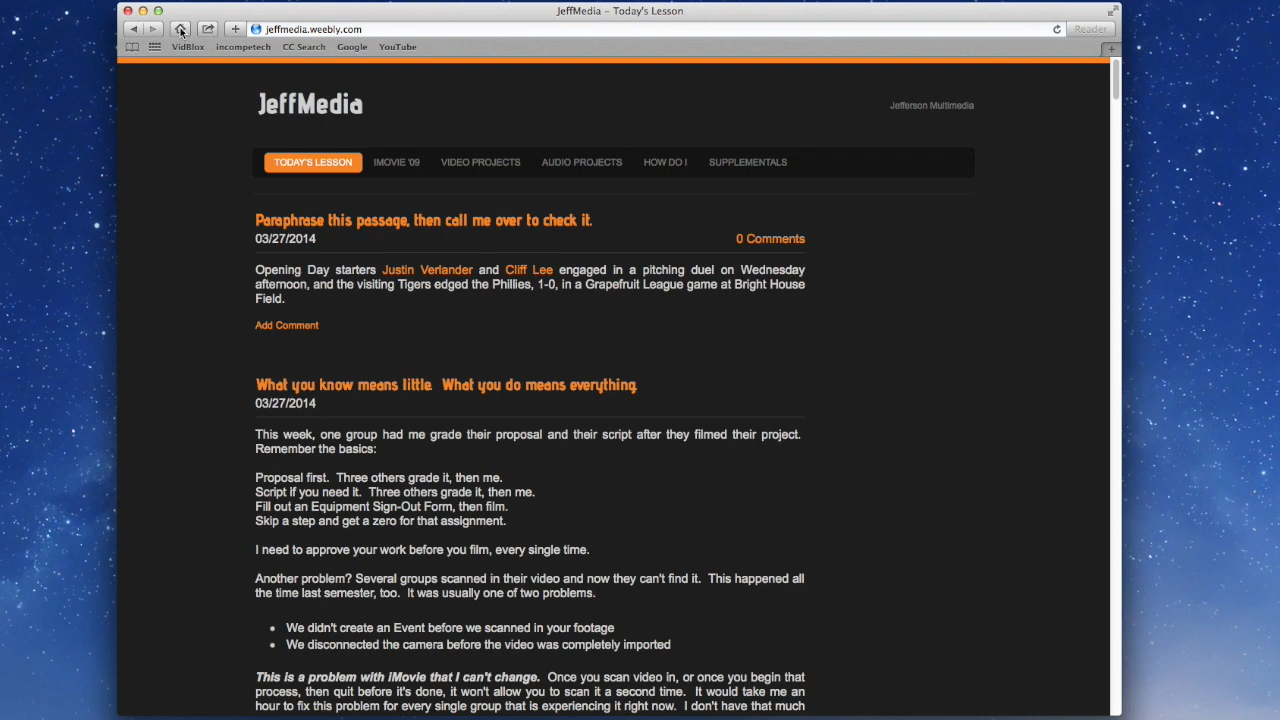 JeffMedia – Today's Lesson
jeffmedia.weebly.com
Reader
VidBlox incompetech CC Search Google YouTube
JeffMedia
Jefferson Multimedia
TODAY'S LESSON IMOVIE '09 VIDEO PROJECTS AUDIO PROJECTS HOW DO I SUPPLEMENTALS
Paraphrase this passage, then call me over to check it.
03/27/2014
0 Comments
Opening Day starters Justin Verlander and Cliff Lee engaged in a pitching duel on Wednesday
afternoon, and the visiting Tigers edged the Phillies, 1-0, in a Grapefruit League game at Bright House
Field.
Add Comment
What you know means little. What you do means everything.
03/27/2014
This week, one group had me grade their proposal and their script after they filmed their project.
Remember the basics:
Proposal first. Three others grade it, then me.
Script if you need it. Three others grade it, then me.
Fill out an Equipment Sign-Out Form, then film.
Skip a step and get a zero for that assignment.
I need to approve your work before you film, every single time.
Another problem? Several groups scanned in their video and now they can't find it. This happened all
the time last semester, too. It was usually one of two problems.
• We didn't create an Event before we scanned in your footage
• We disconnected the camera before the video was completely imported
This is a problem with iMovie that I can't change. Once you scan video in, or once you begin that
process, then quit before it's done, it won't allow you to scan it a second time. It would take me an
hour to fix this problem for every single group that is experiencing it right now. I don't have that much